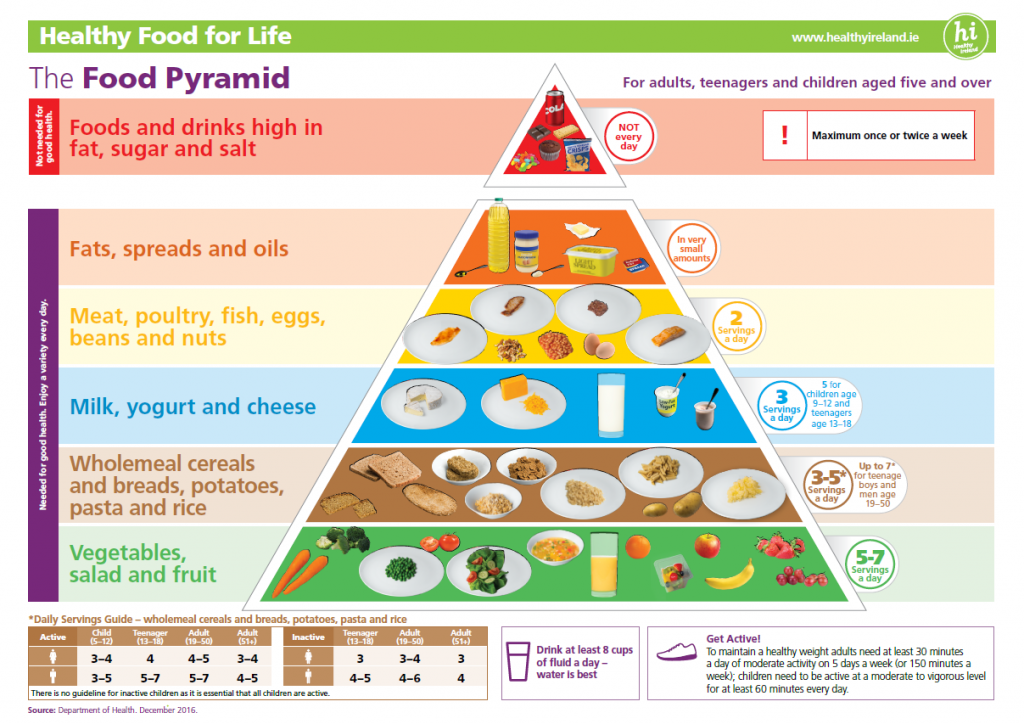 Healthy Food for Life
www.healthyireland.ie
hi
Healthy
Ireland
The Food Pyramid
For adults, teenagers and children aged five and over
Not needed for
good health.
Foods and drinks high in
fat, sugar and salt
COLA
CRISPS
NOT
every
day
!
Maximum once or twice a week
Needed for good health. Enjoy a variety every day.
Fats, spreads and oils
LIGHT
SPREAD
In very
small
amounts
Meat, poultry, fish, eggs,
beans and nuts
2
Servings
a day
Milk, yogurt and cheese
Low-Fat
Yogurt
3
Servings
a day
5 for
children age
9–12 and
teenagers
age 13–18
Wholemeal cereals
and breads, potatoes,
pasta and rice
3-5*
Servings
a day
Up to 7*
for teenage
boys and
men age
19–50
Vegetables,
salad and fruit
5-7
Servings
a day
*Daily Servings Guide – wholemeal cereals and breads, potatoes, pasta and rice
Active Child (5–12) Teenager (13–18) Adult (19–50) Adult (51+) Inactive Teenager (13–18) Adult (19–50) Adult (51+)
3–4 4 4–5 3–4 3 3–4 3
3–5 5–7 5–7 4–5 4–5 4–6 4
There is no guideline for inactive children as it is essential that all children are active.
Drink at least 8 cups
of fluid a day –
water is best
Get Active!
To maintain a healthy weight adults need at least 30 minutes
a day of moderate activity on 5 days a week (or 150 minutes a
week); children need to be active at a moderate to vigorous level
for at least 60 minutes every day.
Source: Department of Health. December 2016.